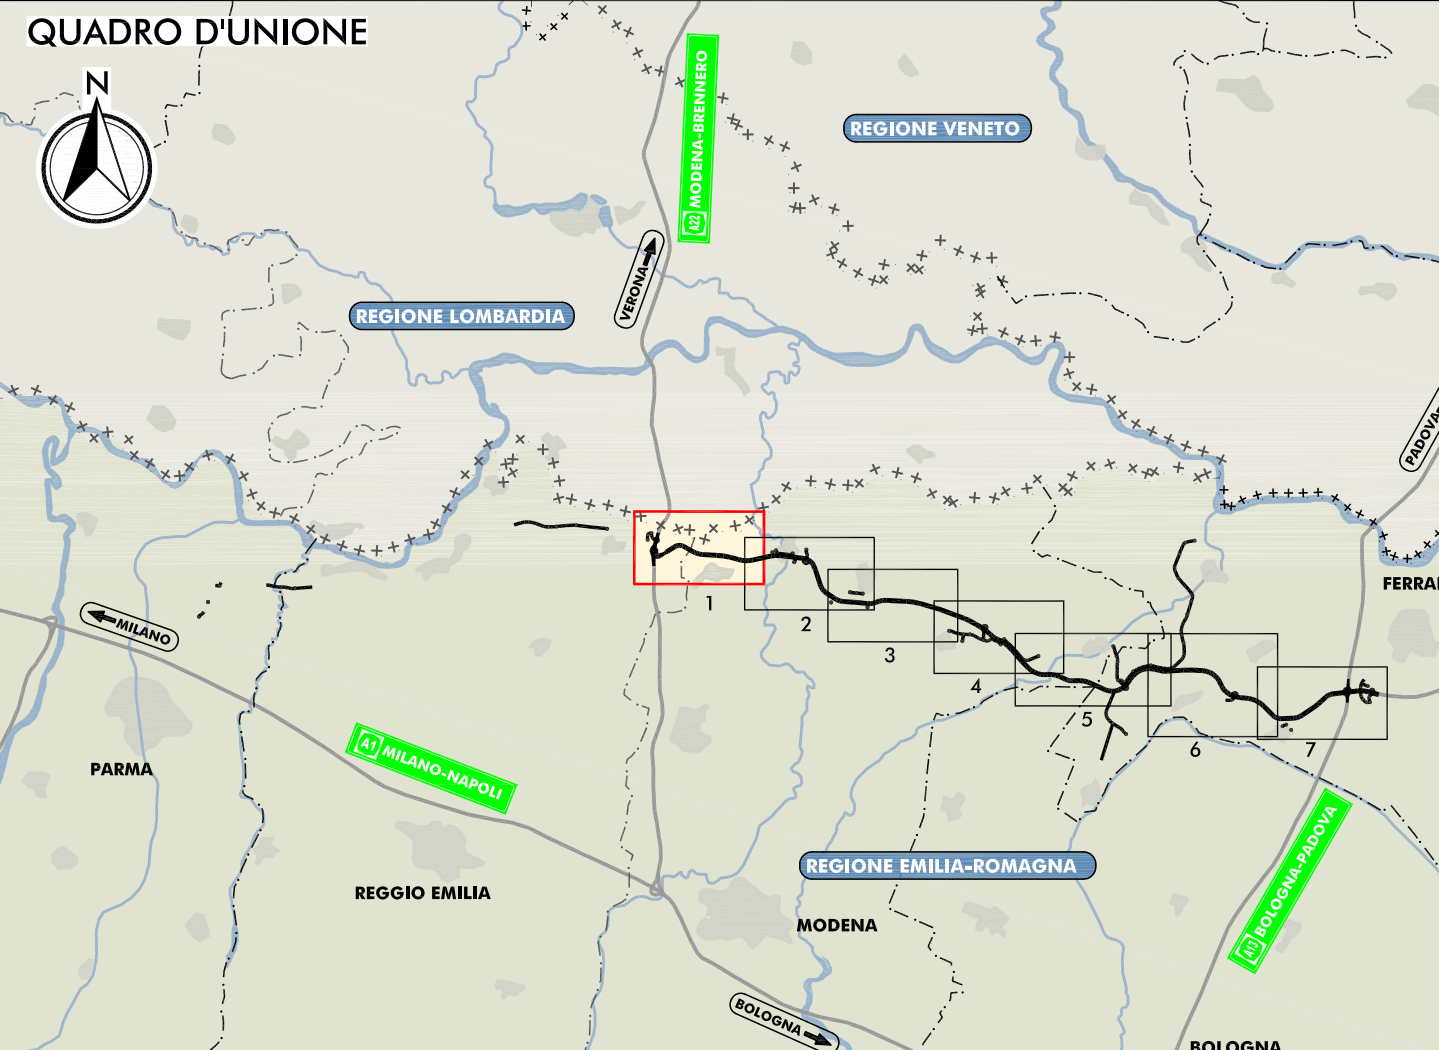 QUADRO D'UNIONE
N
A22 MODENA-BRENNERO
REGIONE VENETO
VERONA
REGIONE LOMBARDIA
PADOVA
FERRA
MILANO
1
2
3
4
5
6
7
PARMA
A1 MILANO-NAPOLI
REGGIO EMILIA
REGIONE EMILIA-ROMAGNA
A13 BOLOGNA-PADOVA
MODENA
BOLOGNA
BOLOGNA